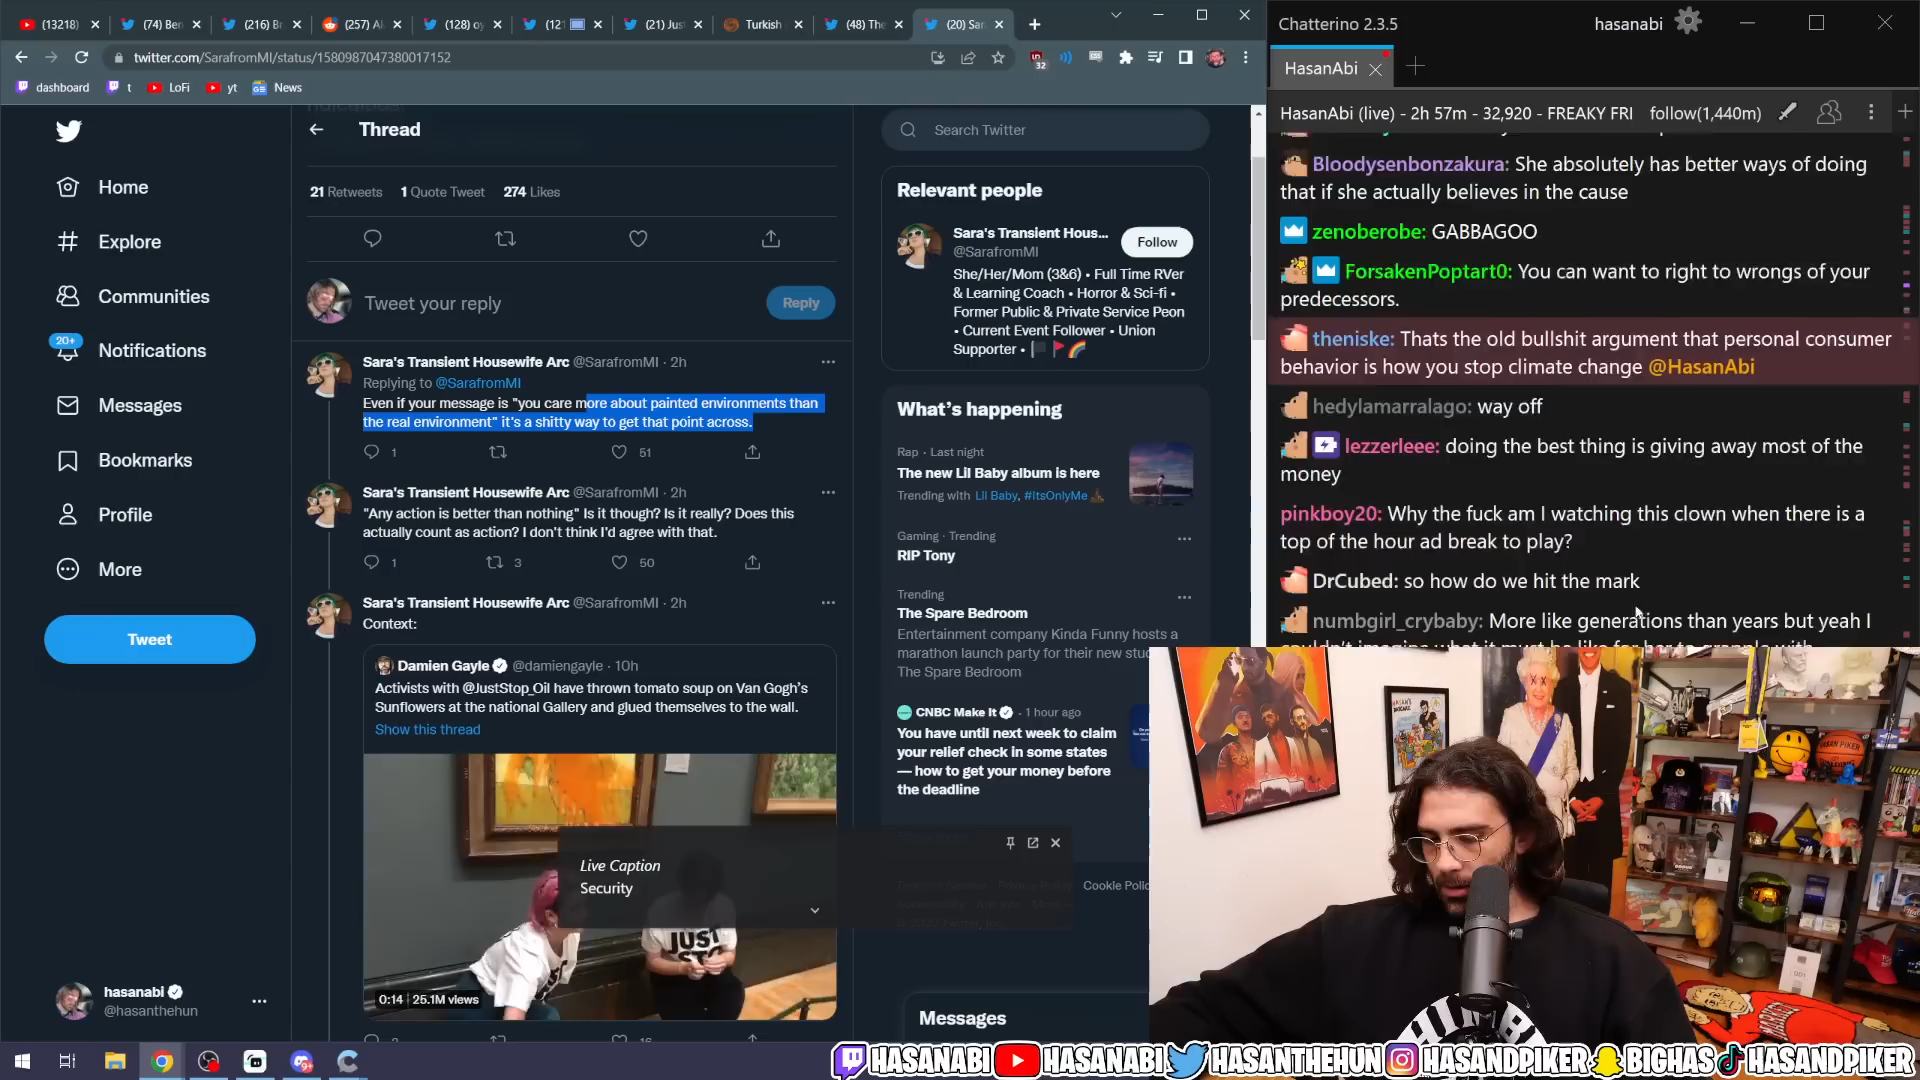 (13218)
(74) Ber
(216) Br
(257) Al
(128) oy
(121
(21) Just
Turkish
(48) The
(20) Sar
twitter.com/SarafromMI/status/1580987047380017152
32
dashboard
t
LoFi
yt
News
Thread
Home
Explore
Communities
20+
Notifications
Messages
Bookmarks
Profile
More
Tweet
hasanabi
@hasanthehun
21 Retweets 1 Quote Tweet 274 Likes
Tweet your reply
Reply
Sara's Transient Housewife Arc @SarafromMI · 2h
Replying to @SarafromMI
Even if your message is "you care more about painted environments than
the real environment" it's a shitty way to get that point across.
1
51
Sara's Transient Housewife Arc @SarafromMI · 2h
"Any action is better than nothing" Is it though? Is it really? Does this
actually count as action? I don't think I'd agree with that.
1
3
50
Sara's Transient Housewife Arc @SarafromMI · 2h
Context:
Damien Gayle @damiengayle · 10h
Activists with @JustStop_Oil have thrown tomato soup on Van Gogh's
Sunflowers at the national Gallery and glued themselves to the wall.
Show this thread
JUST
0:14 25.1M views
Live Caption
Security
Search Twitter
Relevant people
Sara's Transient Hous...
@SarafromMI
Follow
She/Her/Mom (3&6) • Full Time RVer
& Learning Coach • Horror & Sci-fi •
Former Public & Private Service Peon
• Current Event Follower • Union
Supporter •
What's happening
Rap · Last night
The new Lil Baby album is here
Trending with Lil Baby, #ItsOnlyMe
Gaming · Trending
RIP Tony
Trending
The Spare Bedroom
Entertainment company Kinda Funny hosts a
marathon launch party for their new stu
The Spare Bedroom
CNBC Make It · 1 hour ago
You have until next week to claim
your relief check in some states
— how to get your money before
the deadline
Cookie Polic
Messages
Chatterino 2.3.5
hasanabi
HasanAbi
HasanAbi (live) - 2h 57m - 32,920 - FREAKY FRI follow(1,440m)
Bloodysenbonzakura: She absolutely has better ways of doing
that if she actually believes in the cause
zenoberobe: GABBAGOO
ForsakenPoptart0: You can want to right to wrongs of your
predecessors.
theniske: Thats the old bullshit argument that personal consumer
behavior is how you stop climate change @HasanAbi
hedylamarralago: way off
lezzerleee: doing the best thing is giving away most of the
money
pinkboy20: Why the fuck am I watching this clown when there is a
top of the hour ad break to play?
DrCubed: so how do we hit the mark
numbgirl_crybaby: More like generations than years but yeah I
HASANABI HASANABI HASANTHEHUN HASANDPIKER BIGHAS HASANDPIKER